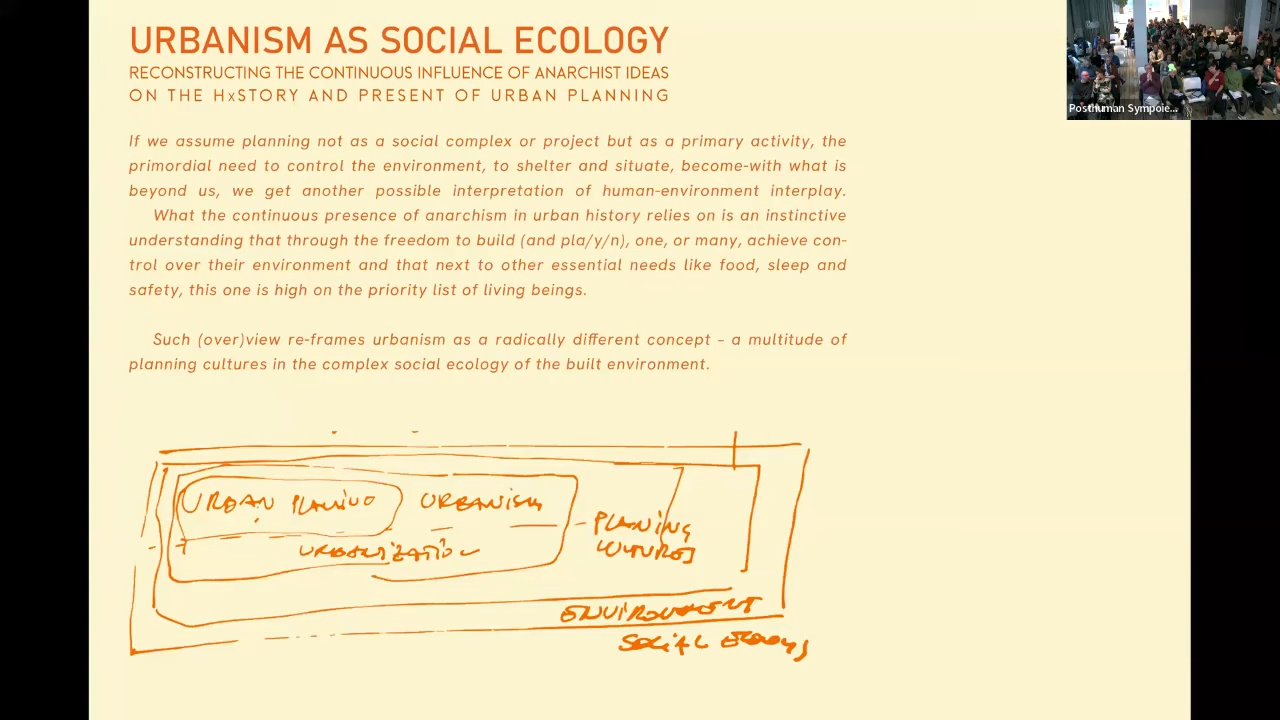 URBANISM AS SOCIAL ECOLOGY
RECONSTRUCTING THE CONTINUOUS INFLUENCE OF ANARCHIST IDEAS
ON THE HxSTORY AND PRESENT OF URBAN PLANNING
If we assume planning not as a social complex or project but as a primary activity, the
primordial need to control the environment, to shelter and situate, become-with what is
beyond us, we get another possible interpretation of human-environment interplay.
What the continuous presence of anarchism in urban history relies on is an instinctive
understanding that through the freedom to build (and pla/y/n), one, or many, achieve con-
trol over their environment and that next to other essential needs like food, sleep and
safety, this one is high on the priority list of living beings.
Such (over)view re-frames urbanism as a radically different concept – a multitude of
planning cultures in the complex social ecology of the built environment.
URBAN PLANING URBANISM
URBANIZATION
PLANING
CULTURES
ENVIRONMENT
SOCIAL ECOLOGY
Posthuman Sympoie...